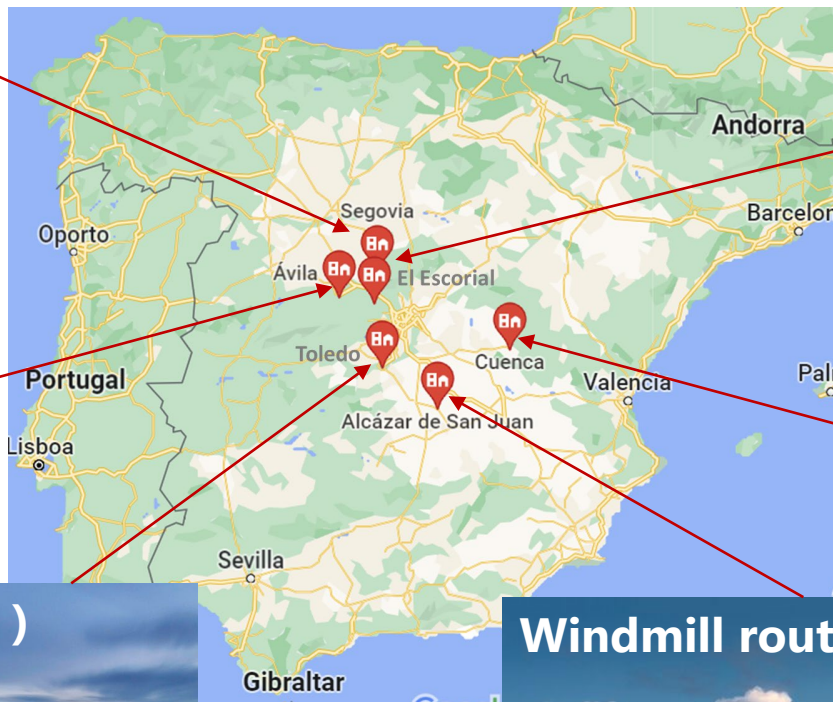 Andorra
Segovia
Barcelon
Oporto
Ávila
El Escorial
Toledo
Cuenca
Portugal
Valencia
Pal
Alcázar de San Juan
Lisboa
Sevilla
)
Windmill rout
Gibraltar